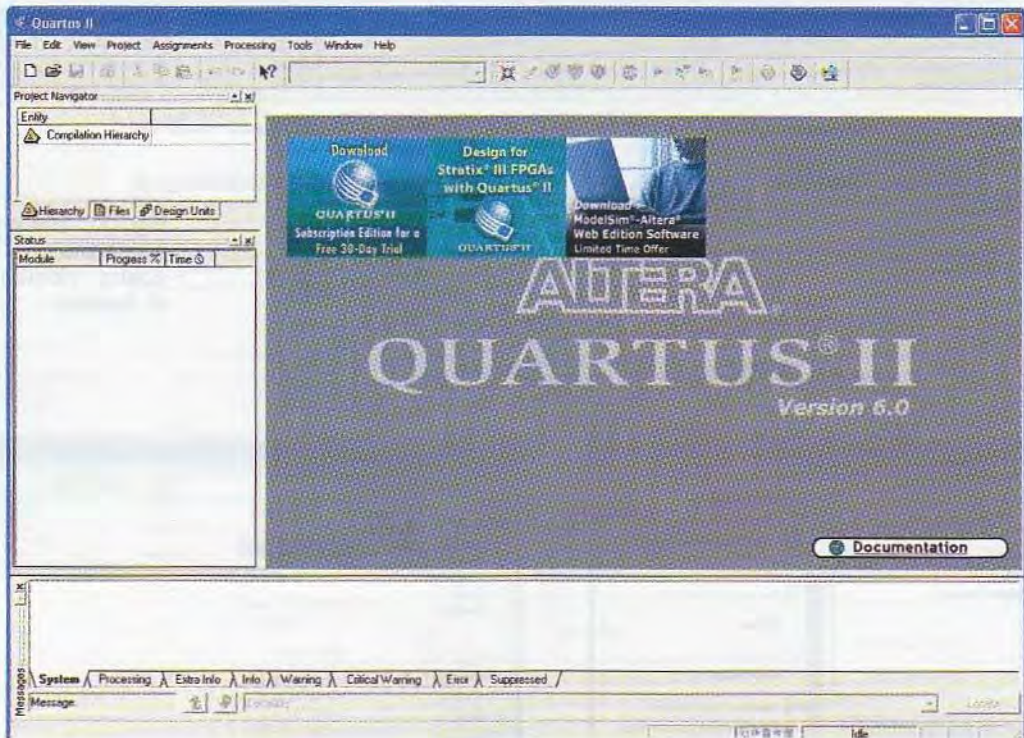 Quartus II
File Edit View Project Assignments Processing Tools Window Help
Project Navigator
Entity
Compilation Hierarchy
Hierarchy Files Design Units
Status
Module Progress % Time
Download
QUARTUS II
Subscription Edition for a
Free 30-Day Trial
Design for
Stratix® III FPGAs
with Quartus® II
QUARTUS II
Download
ModelSim®-Altera®
Web Edition Software
Limited Time Offer
ALTERA
QUARTUS® II
Version 6.0
Documentation
Messages
System Processing Extra Info Info Warning Critical Warning Error Suppressed
Message:
Locate
Idle